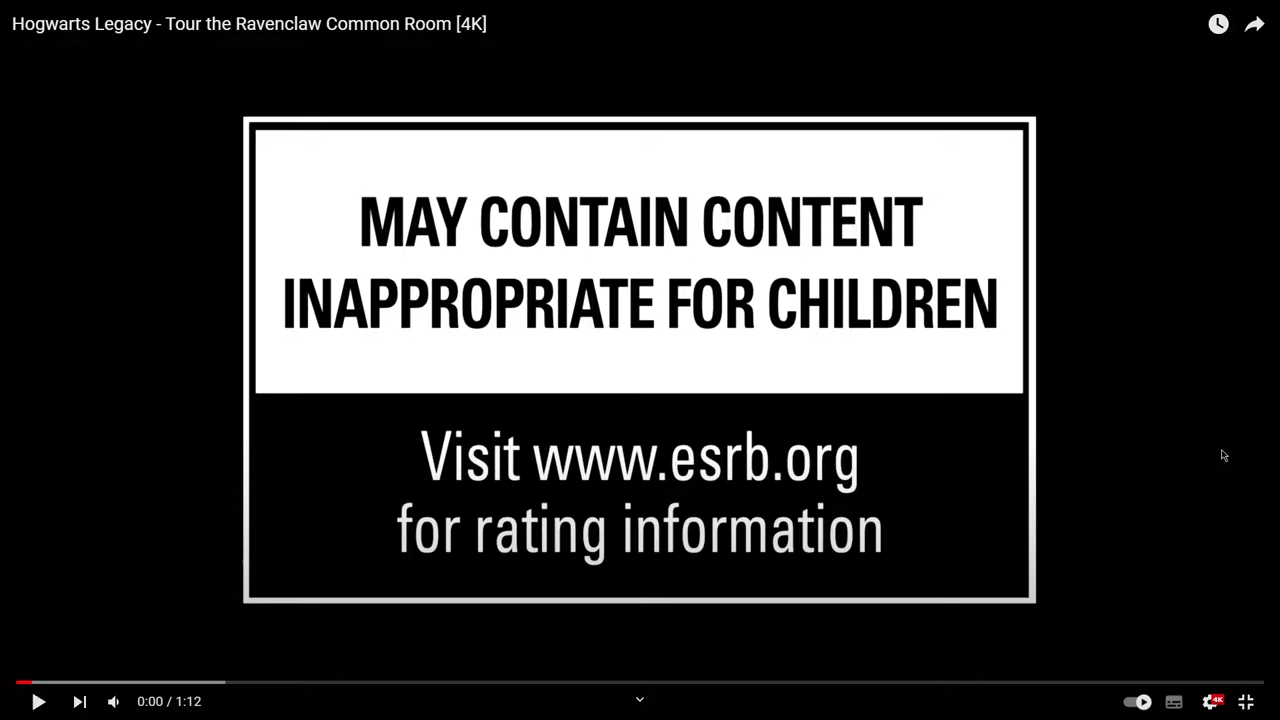 Hogwarts Legacy - Tour the Ravenclaw Common Room [4K]
MAY CONTAIN CONTENT
INAPPROPRIATE FOR CHILDREN
Visit www.esrb.org
for rating information
0:00 / 1:12
4K